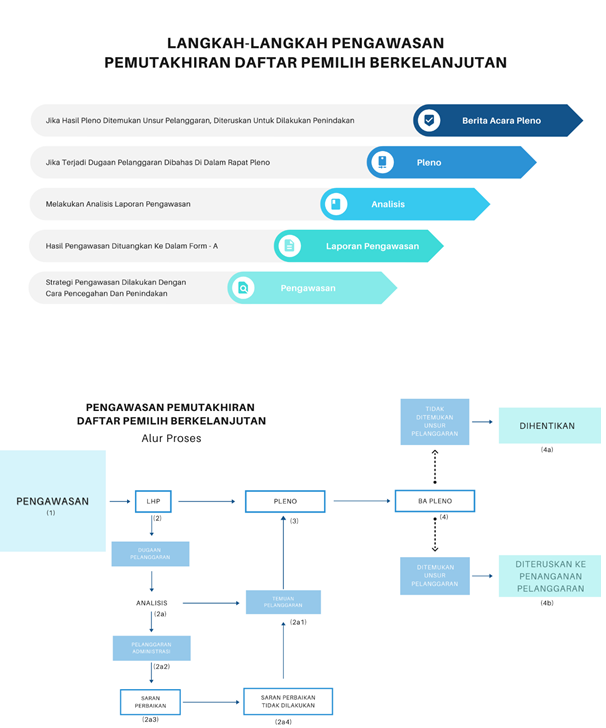 LANGKAH-LANGKAH PENGAWASAN
PEMUTAKHIRAN DAFTAR PEMILIH BERKELANJUTAN
Jika Hasil Pleno Ditemukan Unsur Pelanggaran, Diteruskan Untuk Dilakukan Penindakan
Berita Acara Pleno
Jika Terjadi Dugaan Pelanggaran Dibahas Di Dalam Rapat Pleno
Pleno
Melakukan Analisis Laporan Pengawasan
Analisis
Hasil Pengawasan Dituangkan Ke Dalam Form - A
Laporan Pengawasan
Strategi Pengawasan Dilakukan Dengan
Cara Pencegahan Dan Penindakan
Pengawasan
PENGAWASAN PEMUTAKHIRAN
DAFTAR PEMILIH BERKELANJUTAN
Alur Proses
TIDAK
DITEMUKAN
UNSUR
PELANGGARAN
DIHENTIKAN
(4a)
PENGAWASAN
(1)
LHP
(2)
PLENO
(3)
BA PLENO
(4)
DUGAAN
PELANGGARAN
DITEMUKAN
UNSUR
PELANGGARAN
DITERUSKAN KE
PENANGANAN
PELANGGARAN
(4b)
ANALISIS
(2a)
TEMUAN
PELANGGARAN
(2a1)
PELANGGARAN
ADMINISTRASI
(2a2)
SARAN
PERBAIKAN
(2a3)
SARAN PERBAIKAN
TIDAK DILAKUKAN
(2a4)